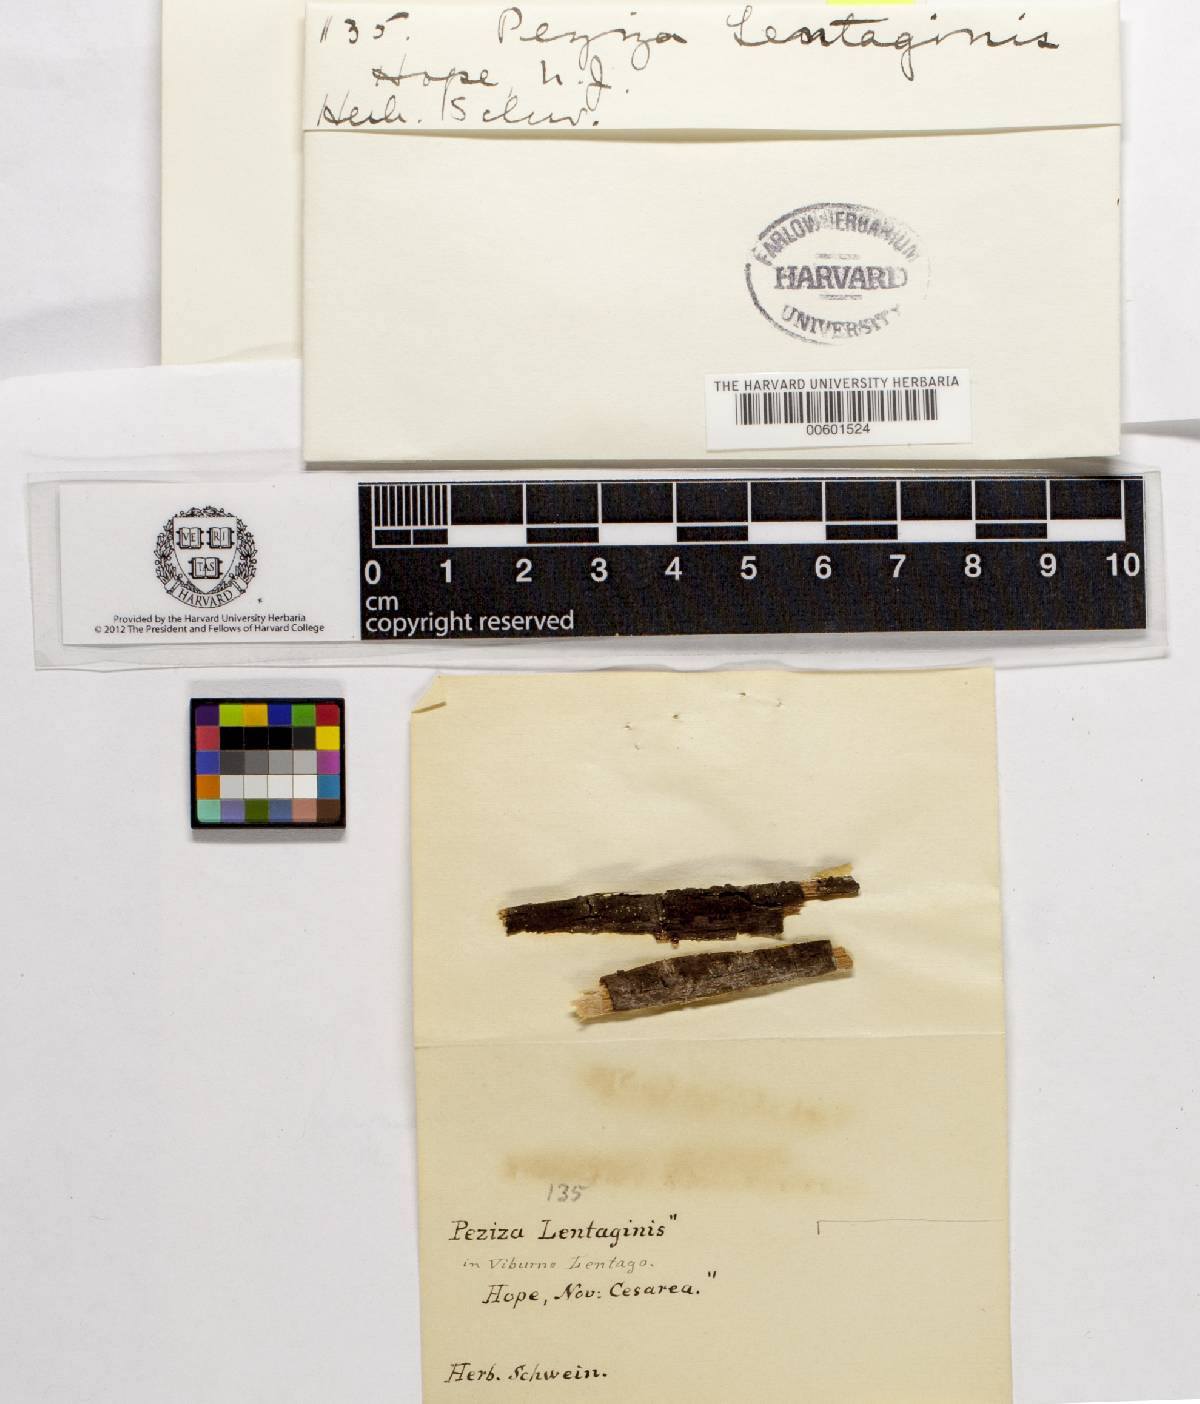 1135. Peziza Lentaginis
Hope, N.J.
Herb. Schw.
FARLOW HERBARIUM
HARVARD
UNIVERSITY
THE HARVARD UNIVERSITY HERBARIA
00601524
VE RI
TAS
HARVARD
Provided by the Harvard University Herbaria
© 2012 The President and Fellows of Harvard College
0 1 2 3 4 5 6 7 8 9 10
cm
copyright reserved
135
Peziza Lentaginis"
in Viburno Lentago.
Hope, Nov: Cesarea."
Herb. Schwein.